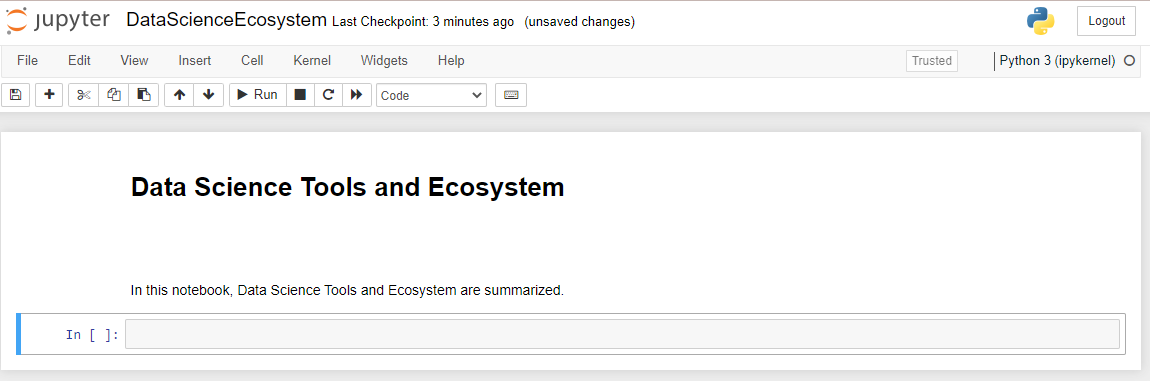 jupyter DataScienceEcosystem Last Checkpoint: 3 minutes ago (unsaved changes) Logout
File Edit View Insert Cell Kernel Widgets Help Trusted Python 3 (ipykernel)
Run Code
Data Science Tools and Ecosystem
In this notebook, Data Science Tools and Ecosystem are summarized.
In [ ]: